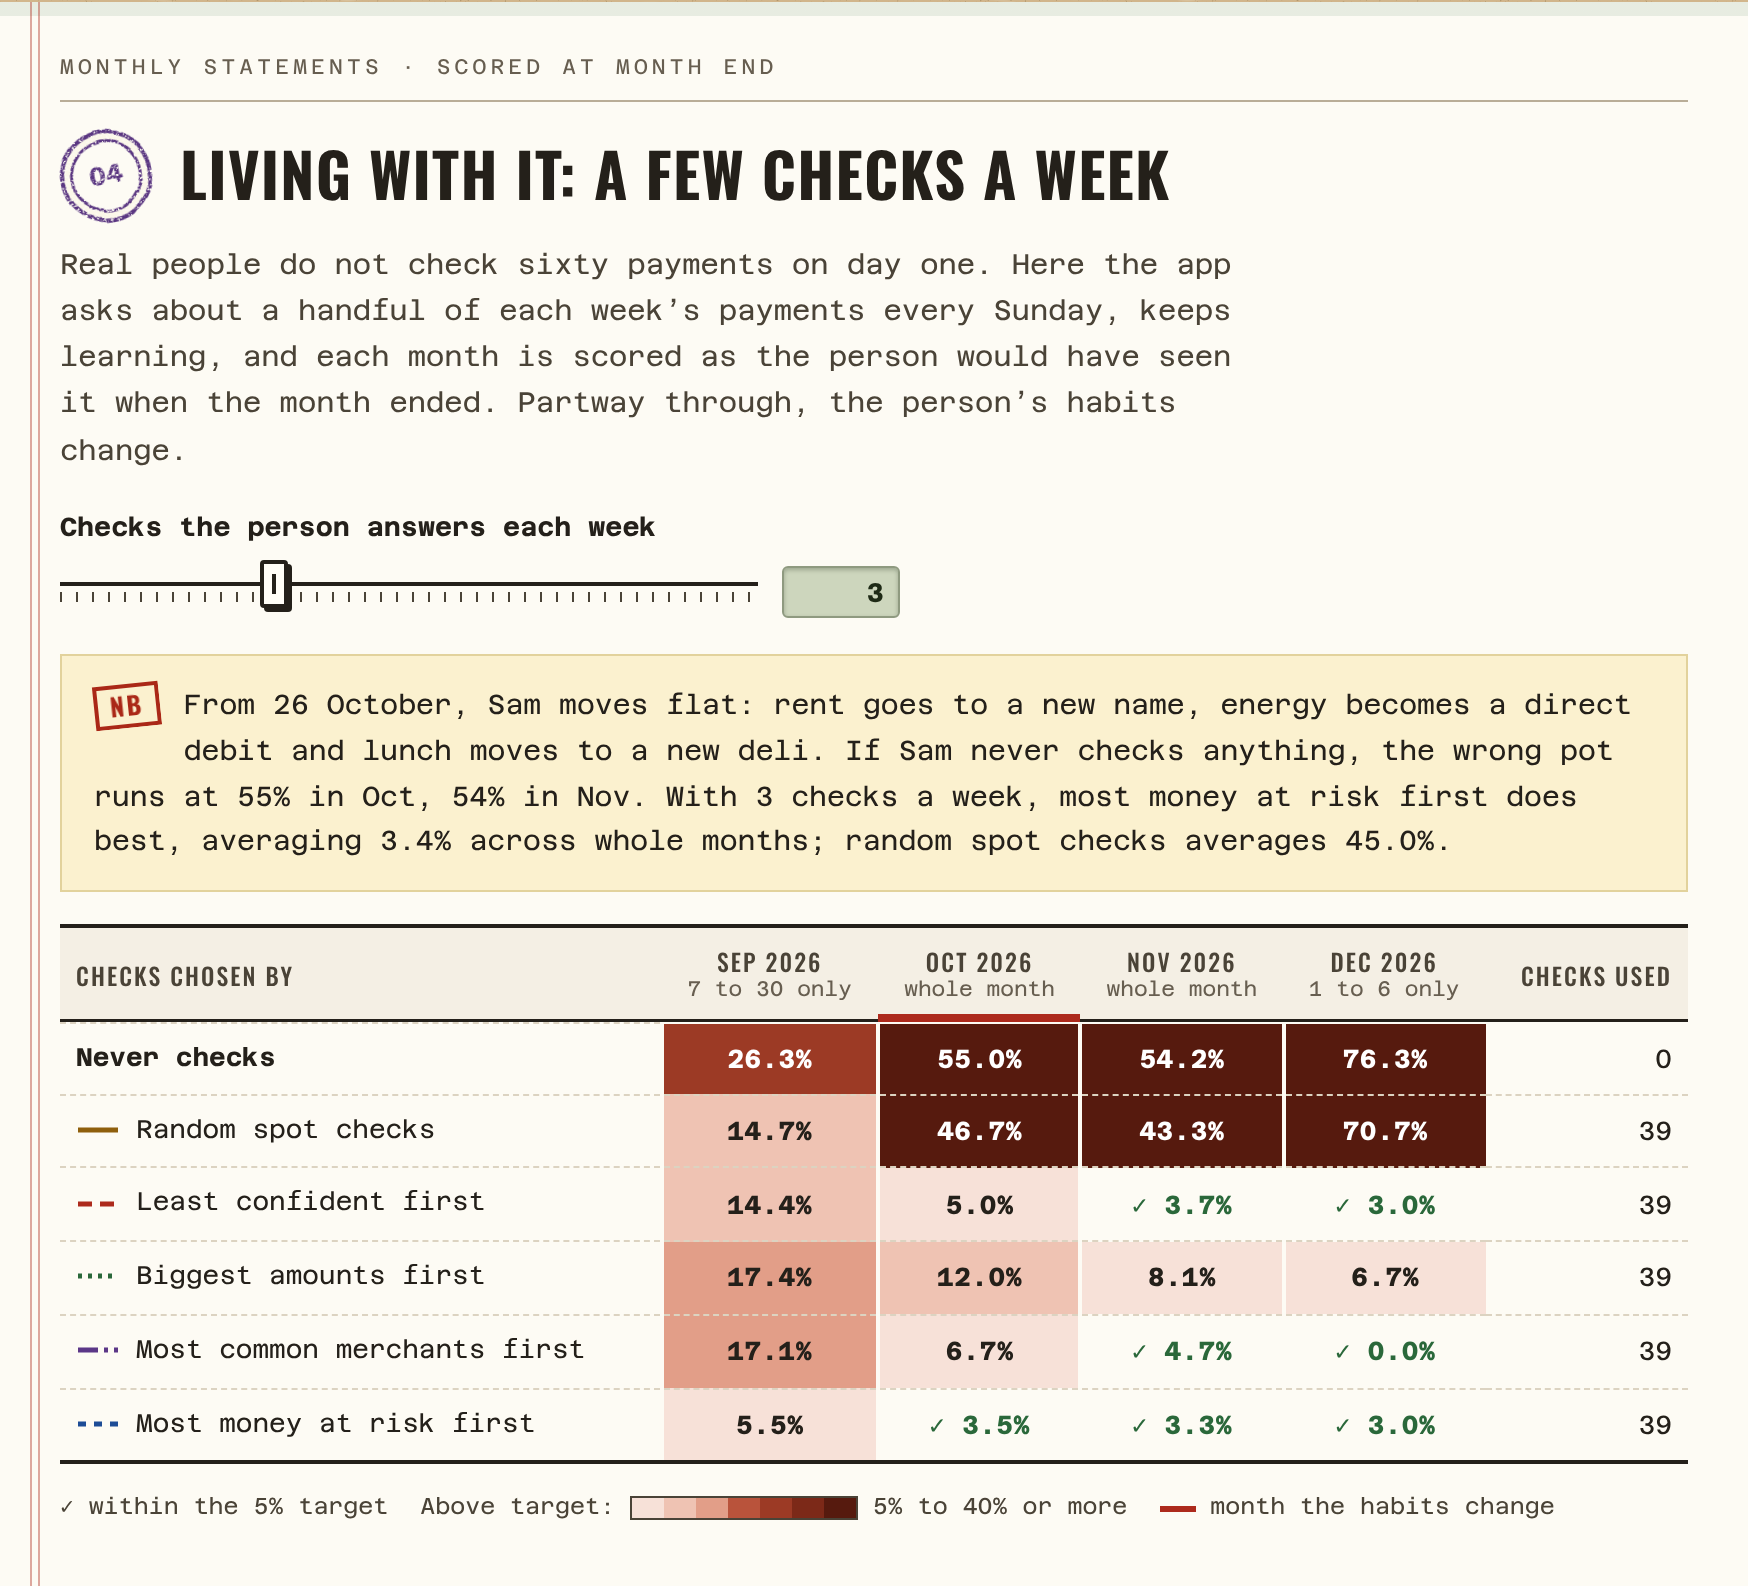 MONTHLY STATEMENTS · SCORED AT MONTH END
04
LIVING WITH IT: A FEW CHECKS A WEEK
Real people do not check sixty payments on day one. Here the app
asks about a handful of each week’s payments every Sunday, keeps
learning, and each month is scored as the person would have seen
it when the month ended. Partway through, the person’s habits
change.
Checks the person answers each week
3
NB
From 26 October, Sam moves flat: rent goes to a new name, energy becomes a direct
debit and lunch moves to a new deli. If Sam never checks anything, the wrong pot
runs at 55% in Oct, 54% in Nov. With 3 checks a week, most money at risk first does
best, averaging 3.4% across whole months; random spot checks averages 45.0%.
CHECKS CHOSEN BY SEP 2026 OCT 2026 NOV 2026 DEC 2026 CHECKS USED
7 to 30 only whole month whole month 1 to 6 only
Never checks 26.3% 55.0% 54.2% 76.3% 0
Random spot checks 14.7% 46.7% 43.3% 70.7% 39
Least confident first 14.4% 5.0% ✓ 3.7% ✓ 3.0% 39
Biggest amounts first 17.4% 12.0% 8.1% 6.7% 39
Most common merchants first 17.1% 6.7% ✓ 4.7% ✓ 0.0% 39
Most money at risk first 5.5% ✓ 3.5% ✓ 3.3% ✓ 3.0% 39
✓ within the 5% target Above target: 5% to 40% or more month the habits change